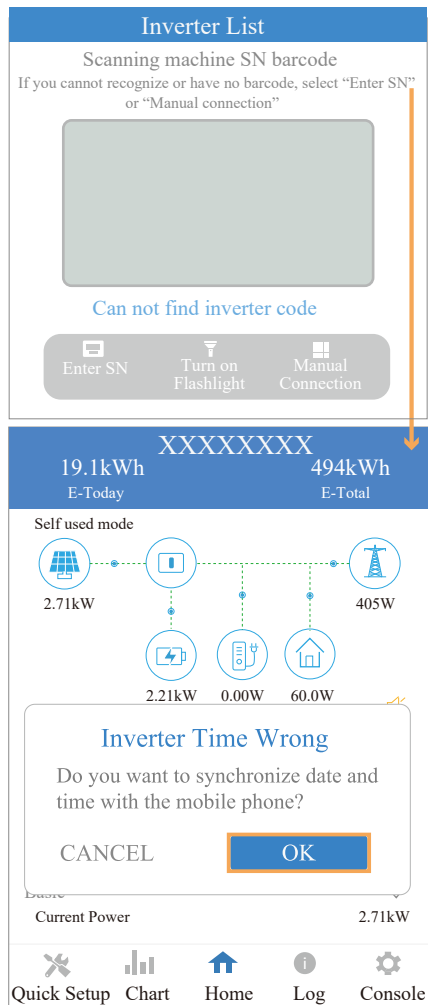 Inverter List
Scanning machine SN barcode
If you cannot recognize or have no barcode, select “Enter SN”
or “Manual connection”
Can not find inverter code
Enter SN
Turn on
Flashlight
Manual
Connection
XXXXXXXX
19.1kWh 494kWh
E-Today E-Total
Self used mode
2.71kW 405W
2.21kW 0.00W 60.0W
Inverter Time Wrong
Do you want to synchronize date and
time with the mobile phone?
CANCEL OK
Current Power 2.71kW
Quick Setup Chart Home Log Console